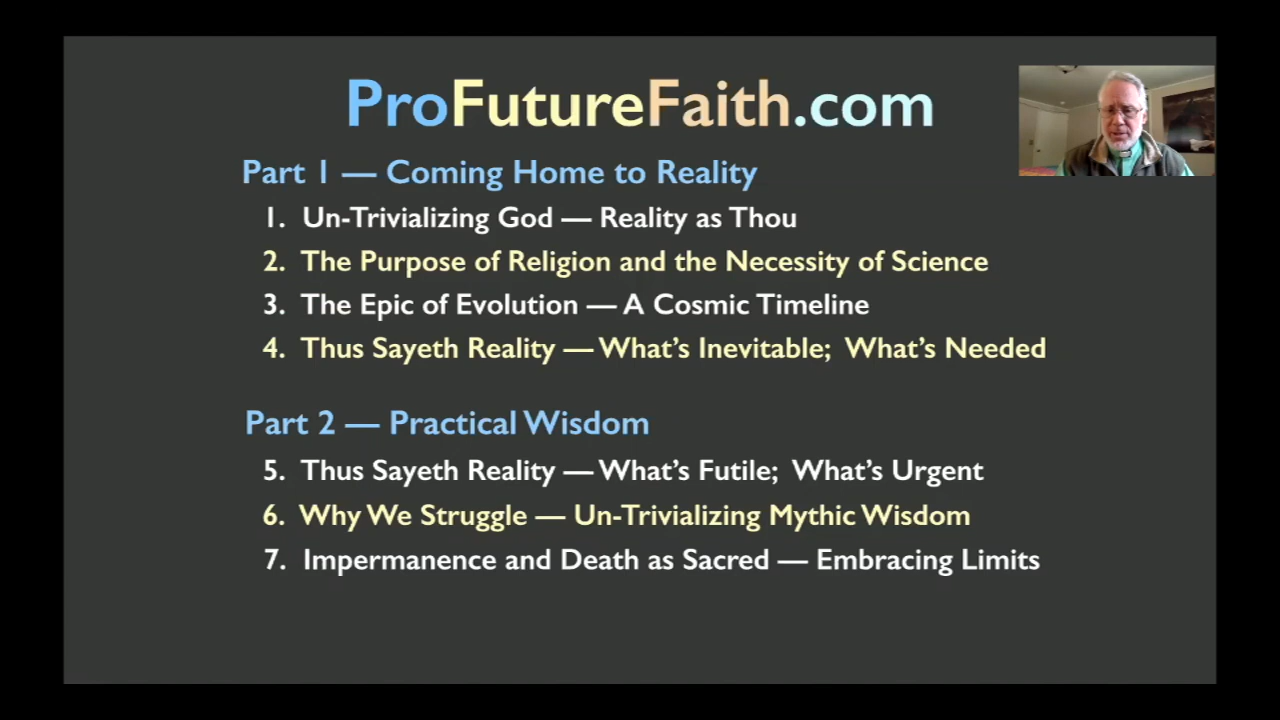 ProFutureFaith.com
Part 1 — Coming Home to Reality
1. Un-Trivializing God — Reality as Thou
2. The Purpose of Religion and the Necessity of Science
3. The Epic of Evolution — A Cosmic Timeline
4. Thus Sayeth Reality — What's Inevitable; What's Needed
Part 2 — Practical Wisdom
5. Thus Sayeth Reality — What's Futile; What's Urgent
6. Why We Struggle — Un-Trivializing Mythic Wisdom
7. Impermanence and Death as Sacred — Embracing Limits